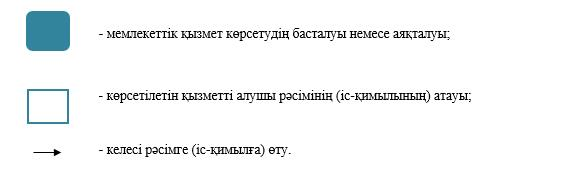 - мемлекеттік қызмет көрсетудің басталуы немесе аяқталуы;
- көрсетілетін қызметті алушы рәсімінің (іс-қимылының) атауы;
- келесі рәсімге (іс-қимылға) өту.